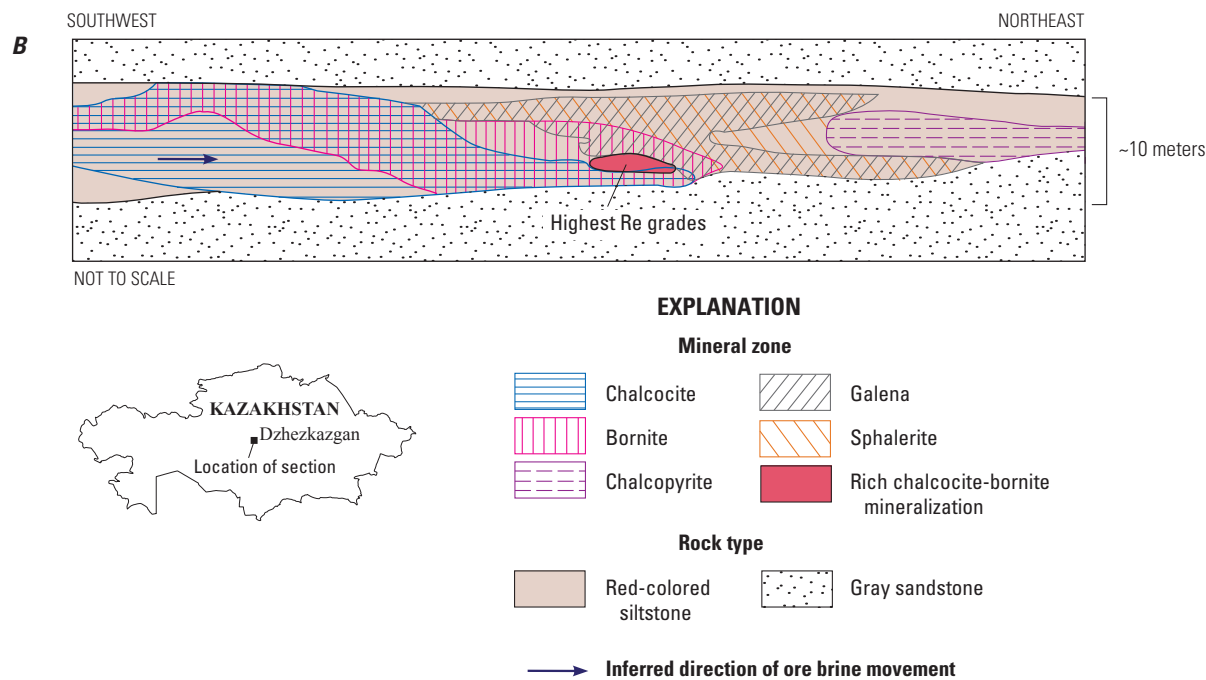 SOUTHWEST
NORTHEAST
B
~10 meters
Highest Re grades
NOT TO SCALE
EXPLANATION
Mineral zone
Chalcocite
Galena
Bornite
Sphalerite
Chalcopyrite
Rich chalcocite-bornite
mineralization
Rock type
Red-colored
siltstone
Gray sandstone
Inferred direction of ore brine movement
KAZAKHSTAN
Dzhezkazgan
Location of section